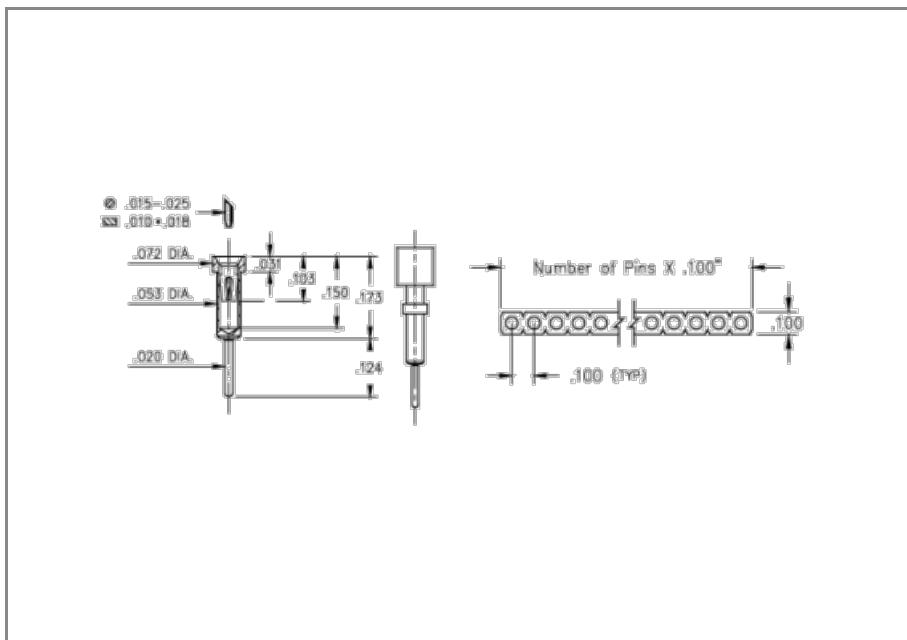 ⌀ .015-.025
.010 × .018
.072 DIA.
.053 DIA.
.020 DIA.
.031
.103
.150
.173
.124
Number of Pins X .100"
.100
.100 (TYP)